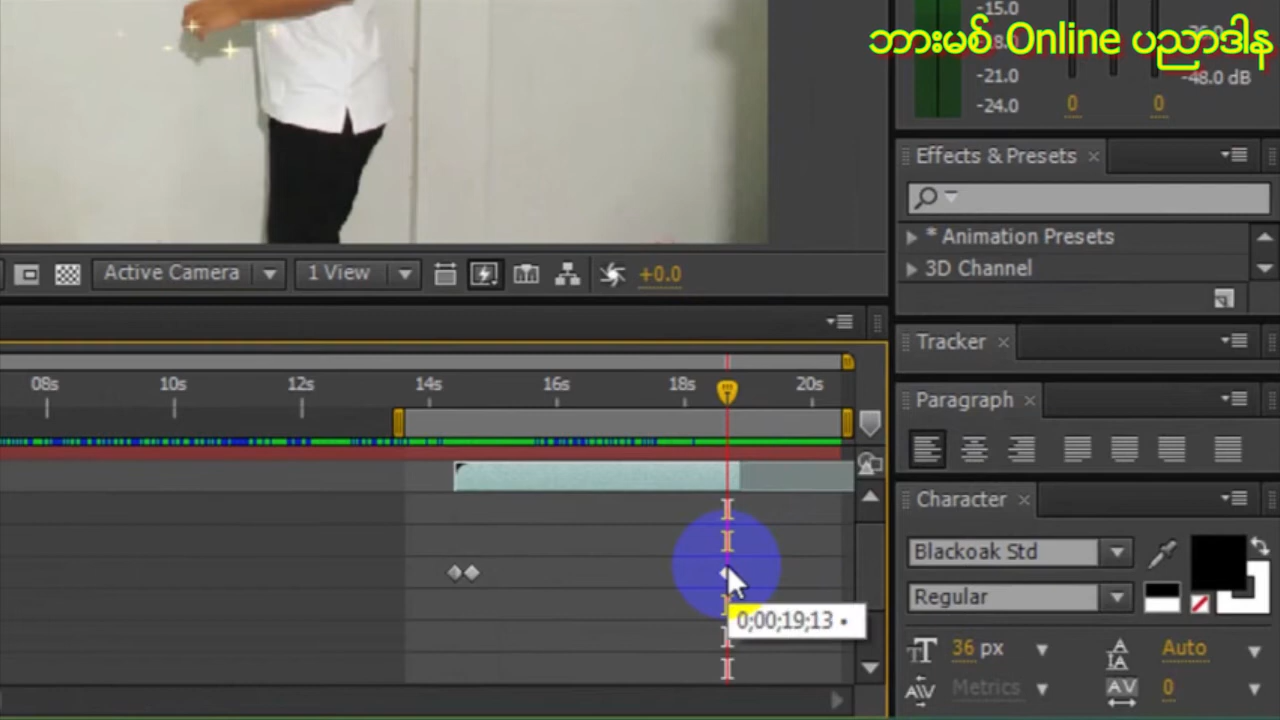 -15.0
ဘားမစ် Online ပညာဒါန
-21.0
-48.0 dB
-24.0
0 0
Effects & Presets
* Animation Presets
3D Channel
Active Camera
1 View
+0.0
Tracker
Paragraph
08s 10s 12s 14s 16s 18s 20s
Character
Blackoak Std
Regular
0;00;19;13 •
36 px Auto
Metrics 0